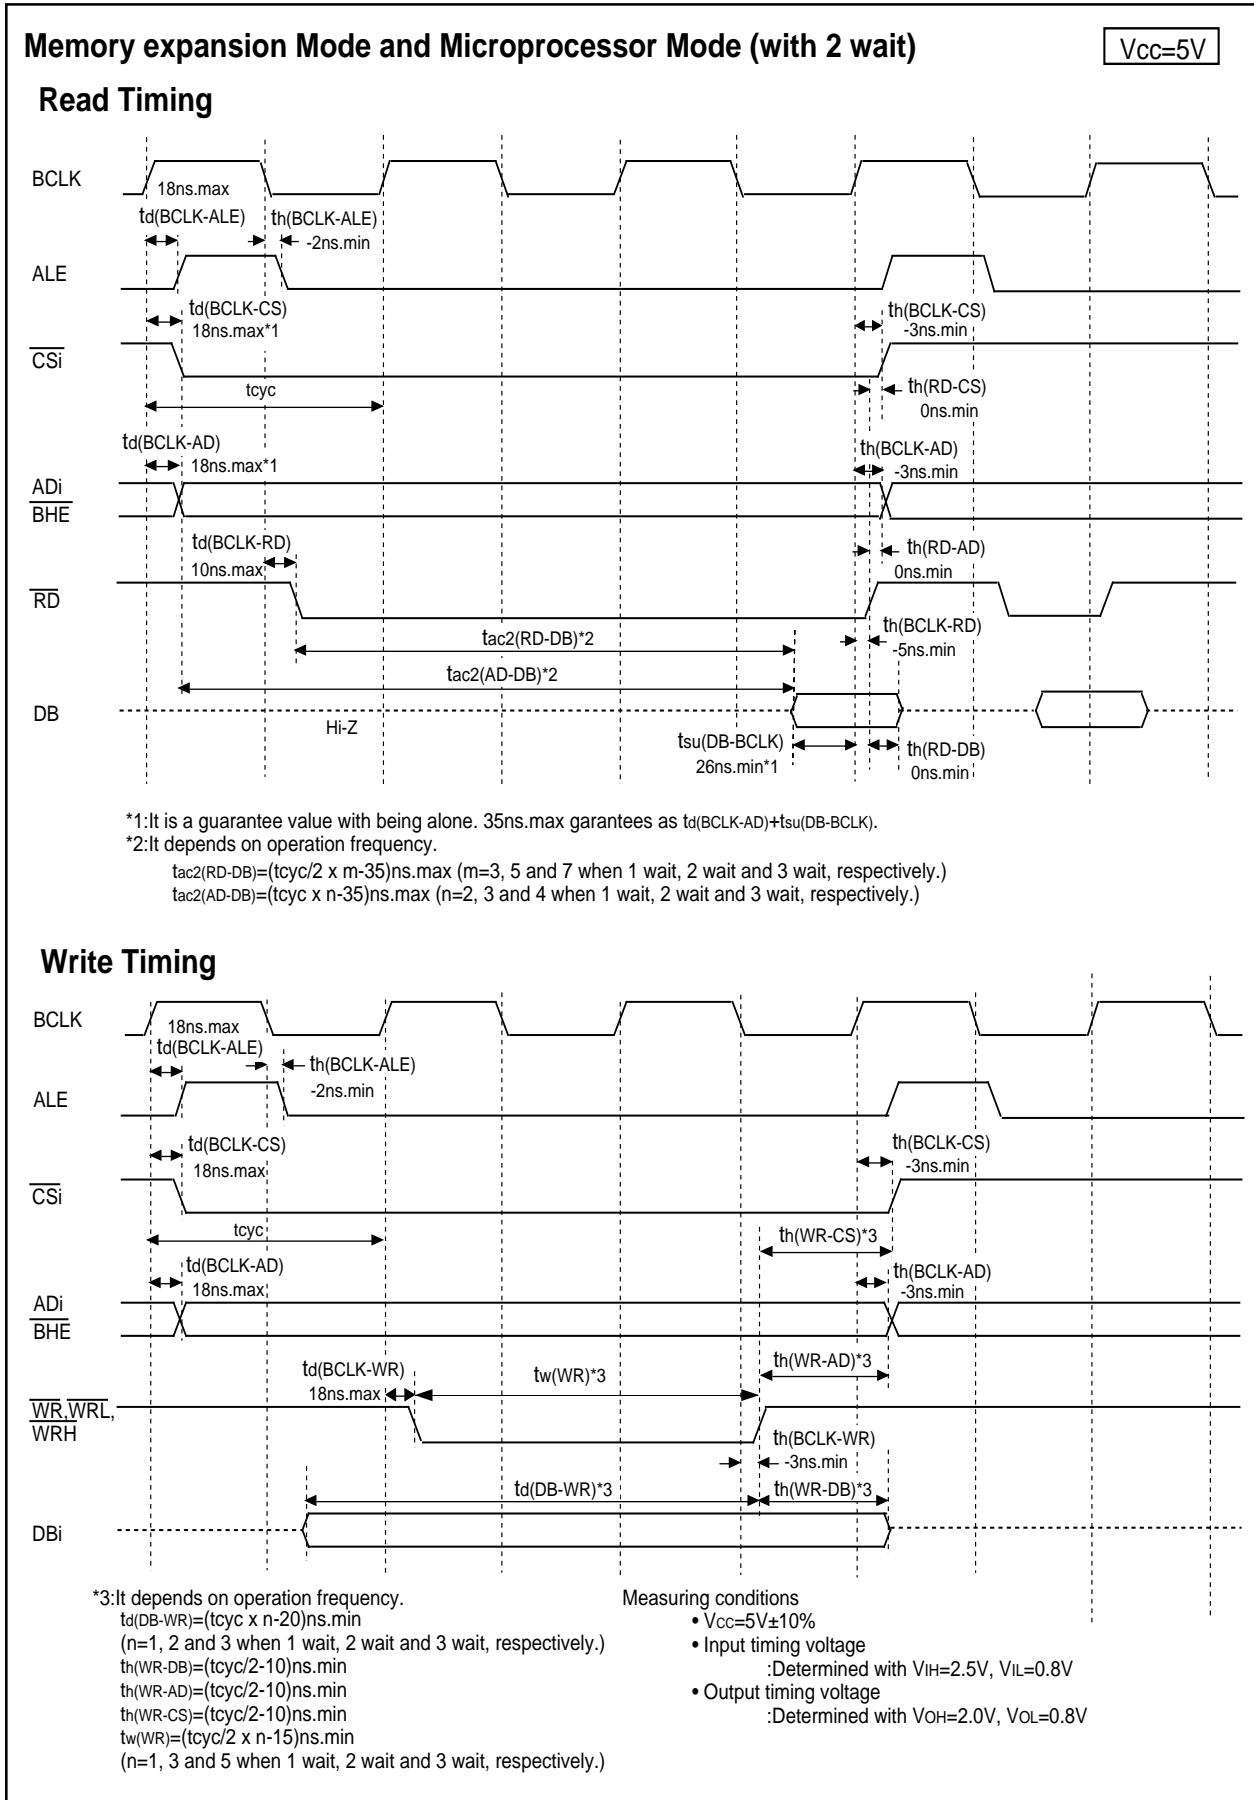 Memory expansion Mode and Microprocessor Mode (with 2 wait)
Vcc=5V
Read Timing
BCLK
18ns.max
td(BCLK-ALE)
th(BCLK-ALE)
-2ns.min
ALE
td(BCLK-CS)
18ns.max*1
th(BCLK-CS)
-3ns.min
CSi
tcyc
th(RD-CS)
0ns.min
td(BCLK-AD)
18ns.max*1
th(BCLK-AD)
-3ns.min
ADi
BHE
td(BCLK-RD)
10ns.max
th(RD-AD)
0ns.min
RD
tac2(RD-DB)*2
th(BCLK-RD)
-5ns.min
tac2(AD-DB)*2
DB
Hi-Z
tsu(DB-BCLK)
26ns.min*1
th(RD-DB)
0ns.min
*1:It is a guarantee value with being alone. 35ns.max garantees as td(BCLK-AD)+tsu(DB-BCLK).
*2:It depends on operation frequency.
tac2(RD-DB)=(tcyc/2 x m-35)ns.max (m=3, 5 and 7 when 1 wait, 2 wait and 3 wait, respectively.)
tac2(AD-DB)=(tcyc x n-35)ns.max (n=2, 3 and 4 when 1 wait, 2 wait and 3 wait, respectively.)
Write Timing
BCLK
18ns.max
td(BCLK-ALE)
th(BCLK-ALE)
-2ns.min
ALE
td(BCLK-CS)
18ns.max
th(BCLK-CS)
-3ns.min
CSi
tcyc
th(WR-CS)*3
td(BCLK-AD)
18ns.max
th(BCLK-AD)
-3ns.min
ADi
BHE
td(BCLK-WR)
18ns.max
tw(WR)*3
th(WR-AD)*3
WR,WRL,
WRH
th(BCLK-WR)
-3ns.min
td(DB-WR)*3
th(WR-DB)*3
DBi
*3:It depends on operation frequency.
td(DB-WR)=(tcyc x n-20)ns.min
(n=1, 2 and 3 when 1 wait, 2 wait and 3 wait, respectively.)
th(WR-DB)=(tcyc/2-10)ns.min
th(WR-AD)=(tcyc/2-10)ns.min
th(WR-CS)=(tcyc/2-10)ns.min
tw(WR)=(tcyc/2 x n-15)ns.min
(n=1, 3 and 5 when 1 wait, 2 wait and 3 wait, respectively.)
Measuring conditions
• VCC=5V±10%
• Input timing voltage
:Determined with VIH=2.5V, VIL=0.8V
• Output timing voltage
:Determined with VOH=2.0V, VOL=0.8V